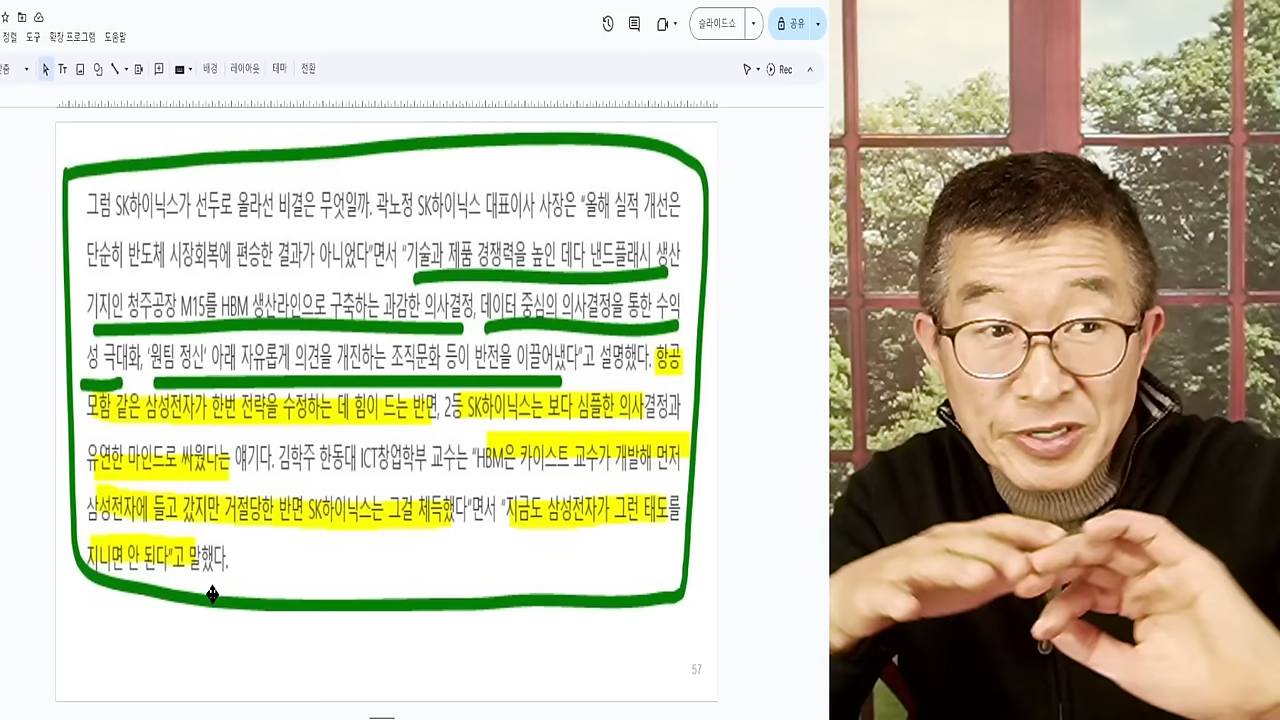 정렬 도구 확장 프로그램 도움말
슬라이드쇼
공유
배경 레이아웃 테마 전환
Rec
그럼 SK하이닉스가 선두로 올라선 비결은 무엇일까. 곽노정 SK하이닉스 대표이사 사장은 “올해 실적 개선은
단순히 반도체 시장회복에 편승한 결과가 아니었다”면서 “기술과 제품 경쟁력을 높인 데다 낸드플래시 생산
기지인 청주공장 M15를 HBM 생산라인으로 구축하는 과감한 의사결정, 데이터 중심의 의사결정을 통한 수익
성 극대화, ‘원팀 정신’ 아래 자유롭게 의견을 개진하는 조직문화 등이 반전을 이끌어냈다”고 설명했다. 항공
모함 같은 삼성전자가 한번 전략을 수정하는 데 힘이 드는 반면, 2등 SK하이닉스는 보다 심플한 의사결정과
유연한 마인드로 싸웠다는 얘기다. 김학주 한동대 ICT창업학부 교수는 “HBM은 카이스트 교수가 개발해 먼저
삼성전자에 들고 갔지만 거절당한 반면 SK하이닉스는 그걸 체득했다”면서 “지금도 삼성전자가 그런 태도를
지니면 안 된다”고 말했다.
57